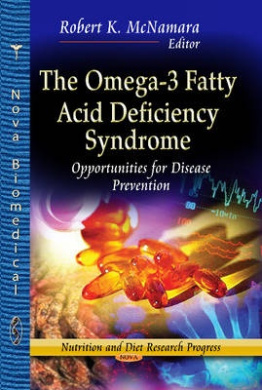 Robert K. McNamara
Editor
The Omega-3 Fatty
Acid Deficiency
Syndrome
Opportunities for Disease
Prevention
Nova Biomedical
Nutrition and Diet Research Progress
NOVA